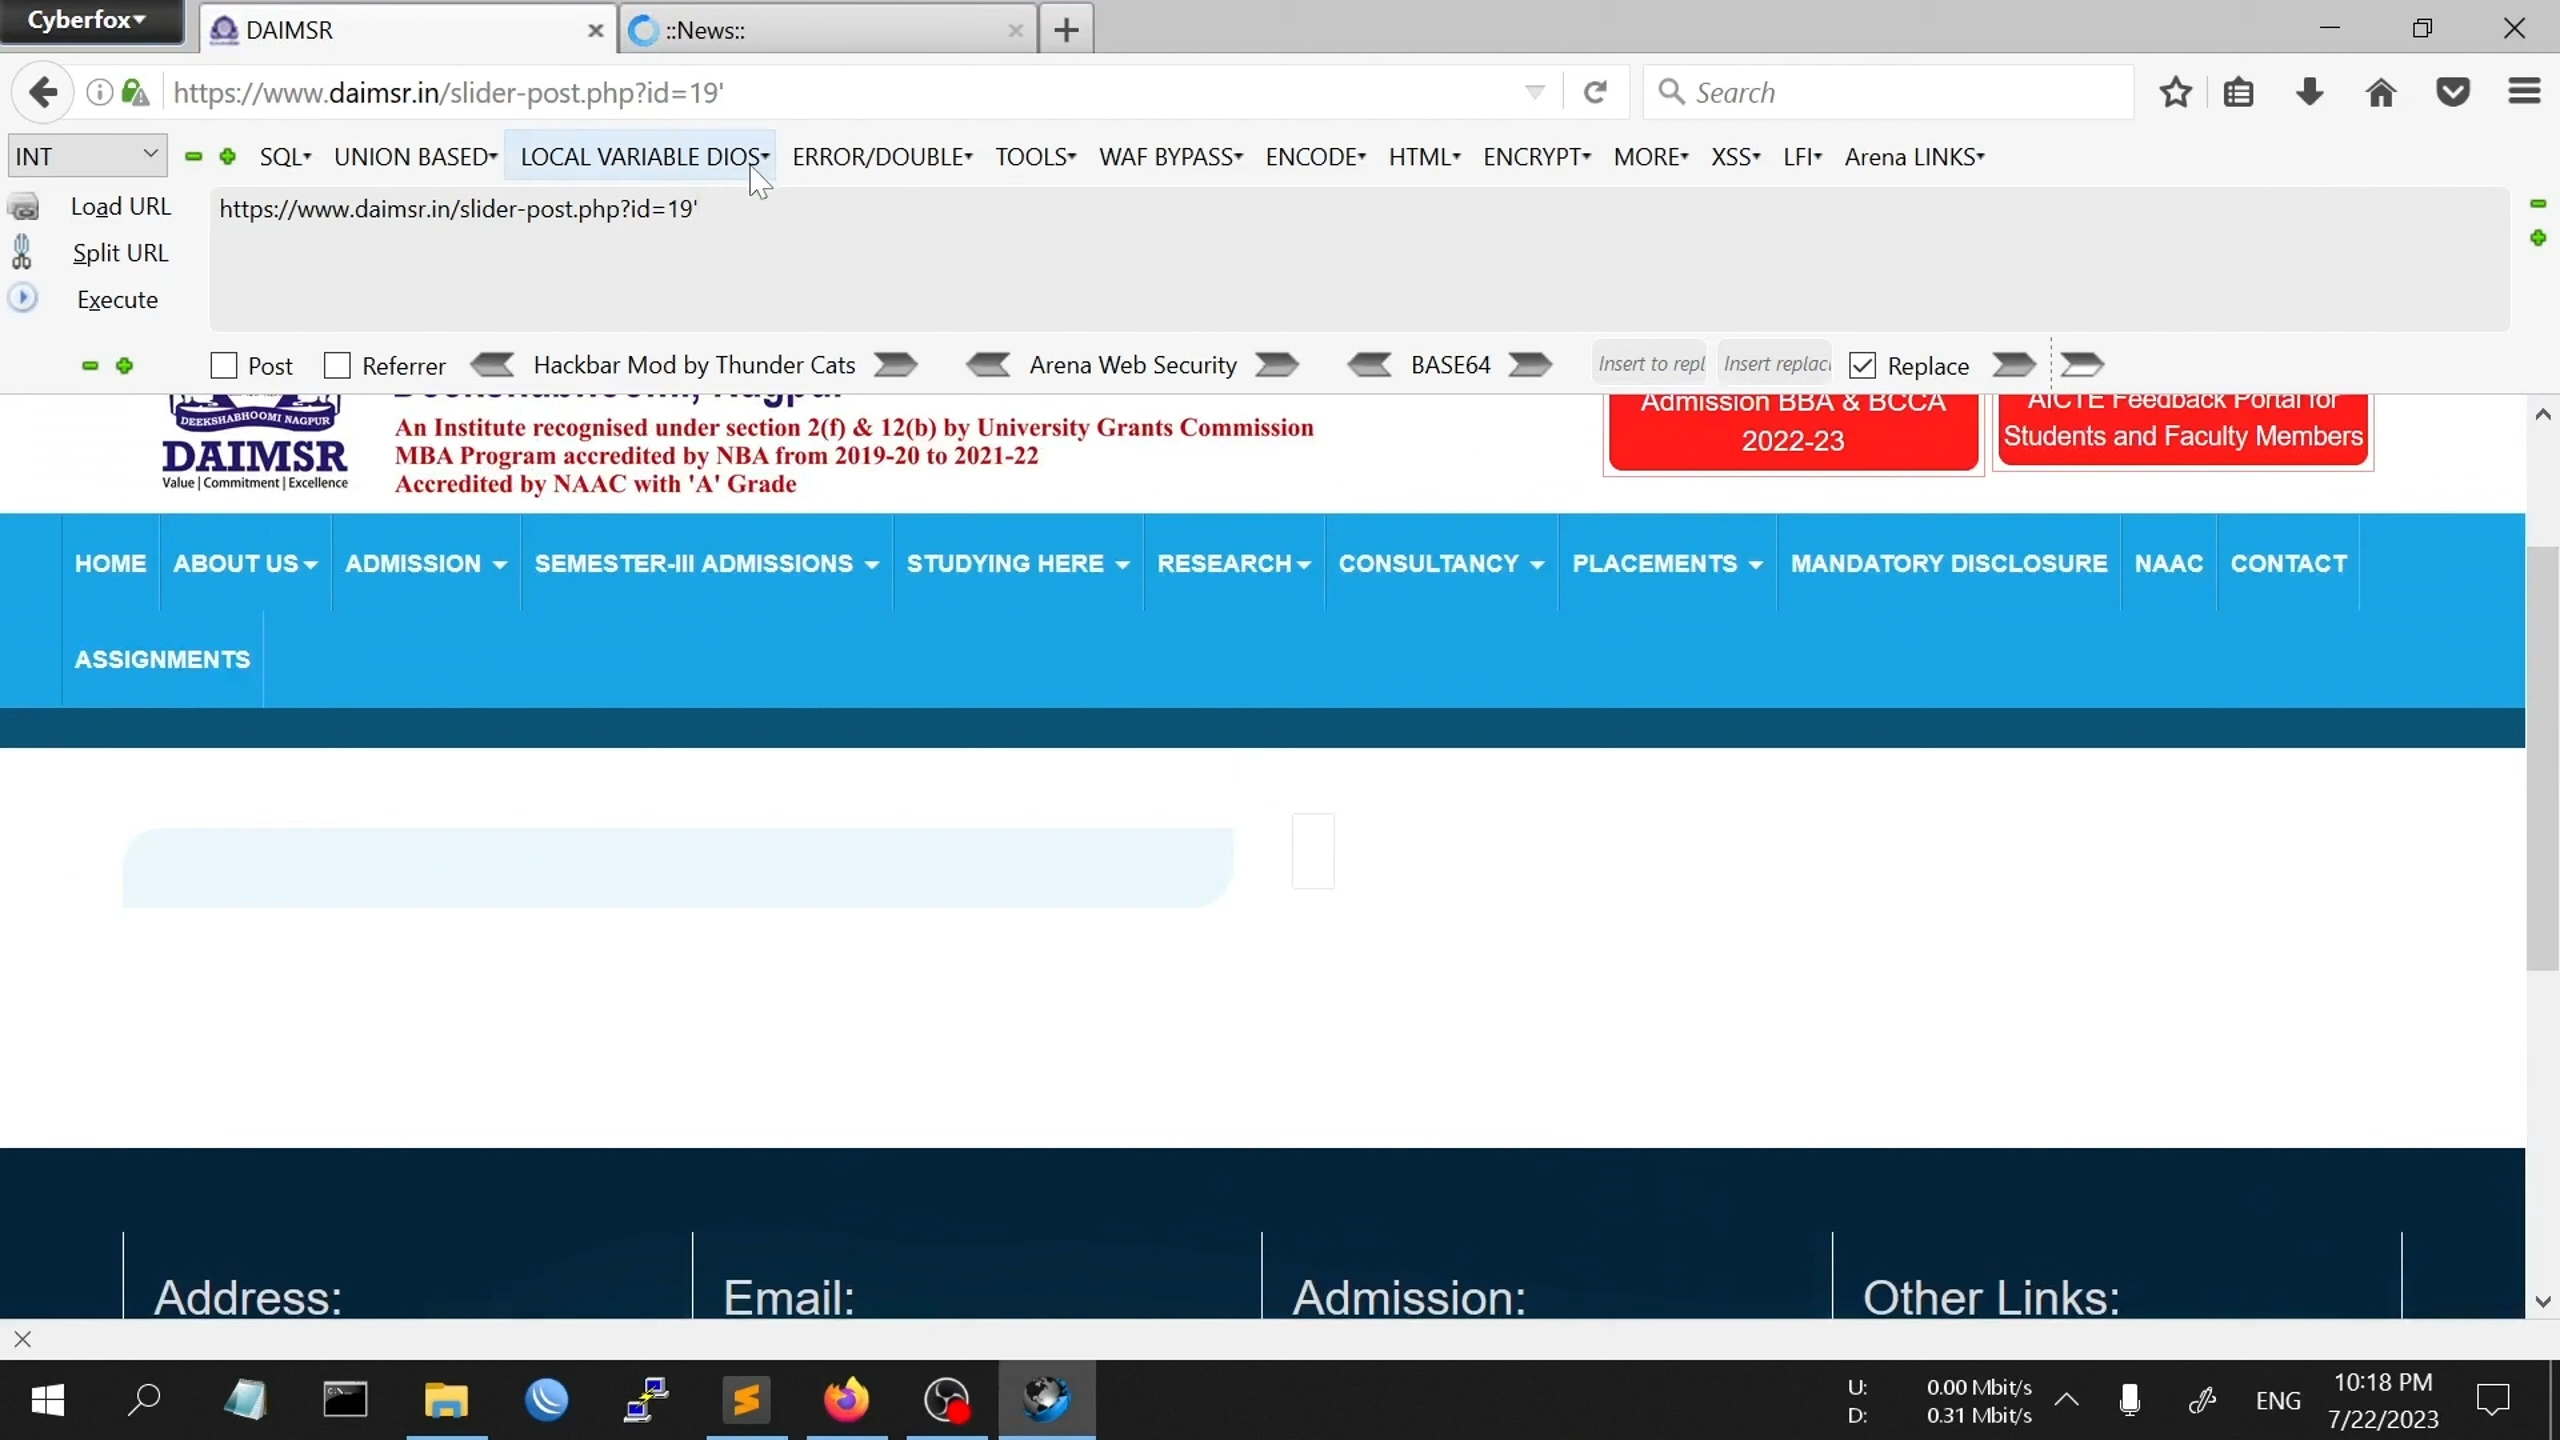 Cyberfox
DAIMSR
::News::
https://www.daimsr.in/slider-post.php?id=19'
Search
INT
SQL
UNION BASED
LOCAL VARIABLE DIOS
ERROR/DOUBLE
TOOLS
WAF BYPASS
ENCODE
HTML
ENCRYPT
MORE
XSS
LFI
Arena LINKS
Load URL
https://www.daimsr.in/slider-post.php?id=19'
Split URL
Execute
Post
Referrer
Hackbar Mod by Thunder Cats
Arena Web Security
BASE64
Insert to repl
Insert replac
Replace
DEEKSHABHOOMI NAGPUR
DAIMSR
Value | Commitment | Excellence
Deekshabhoomi, Nagpur
An Institute recognised under section 2(f) & 12(b) by University Grants Commission
MBA Program accredited by NBA from 2019-20 to 2021-22
Accredited by NAAC with 'A' Grade
Admission BBA & BCCA
2022-23
AICTE Feedback Portal for
Students and Faculty Members
HOME
ABOUT US
ADMISSION
SEMESTER-III ADMISSIONS
STUDYING HERE
RESEARCH
CONSULTANCY
PLACEMENTS
MANDATORY DISCLOSURE
NAAC
CONTACT
ASSIGNMENTS
Address:
Email:
Admission:
Other Links:
U: 0.00 Mbit/s
D: 0.31 Mbit/s
ENG
10:18 PM
7/22/2023